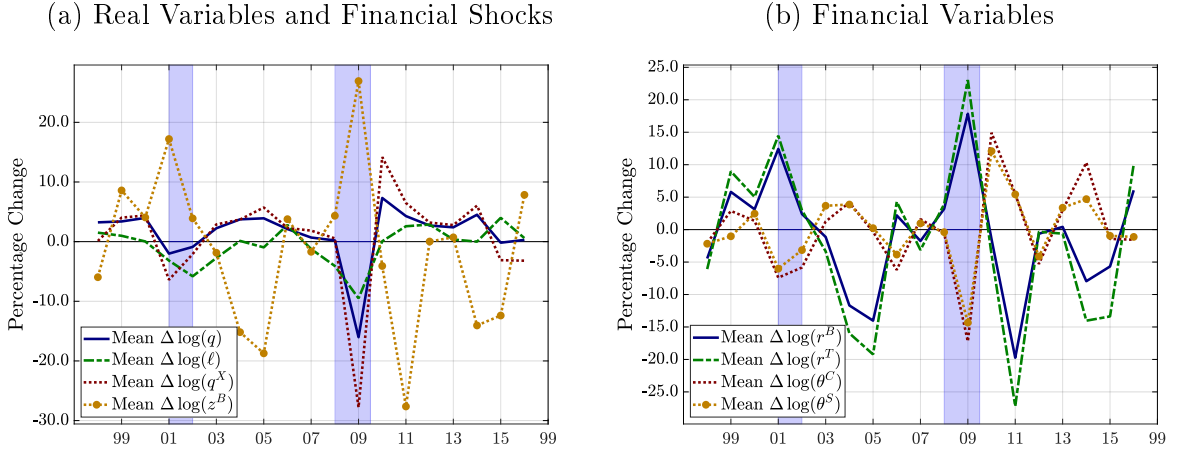 (a) Real Variables and Financial Shocks
Percentage Change
20.0
10.0
0.0
-10.0
-20.0
-30.0
Mean Δ log(q)
Mean Δ log(ℓ)
Mean Δ log(q^X)
Mean Δ log(z^B)
99 01 03 05 07 09 11 13 15 99
(b) Financial Variables
Percentage Change
25.0
20.0
15.0
10.0
5.0
0.0
-5.0
-10.0
-15.0
-20.0
-25.0
Mean Δ log(r^B)
Mean Δ log(r^T)
Mean Δ log(θ^C)
Mean Δ log(θ^S)
99 01 03 05 07 09 11 13 15 99